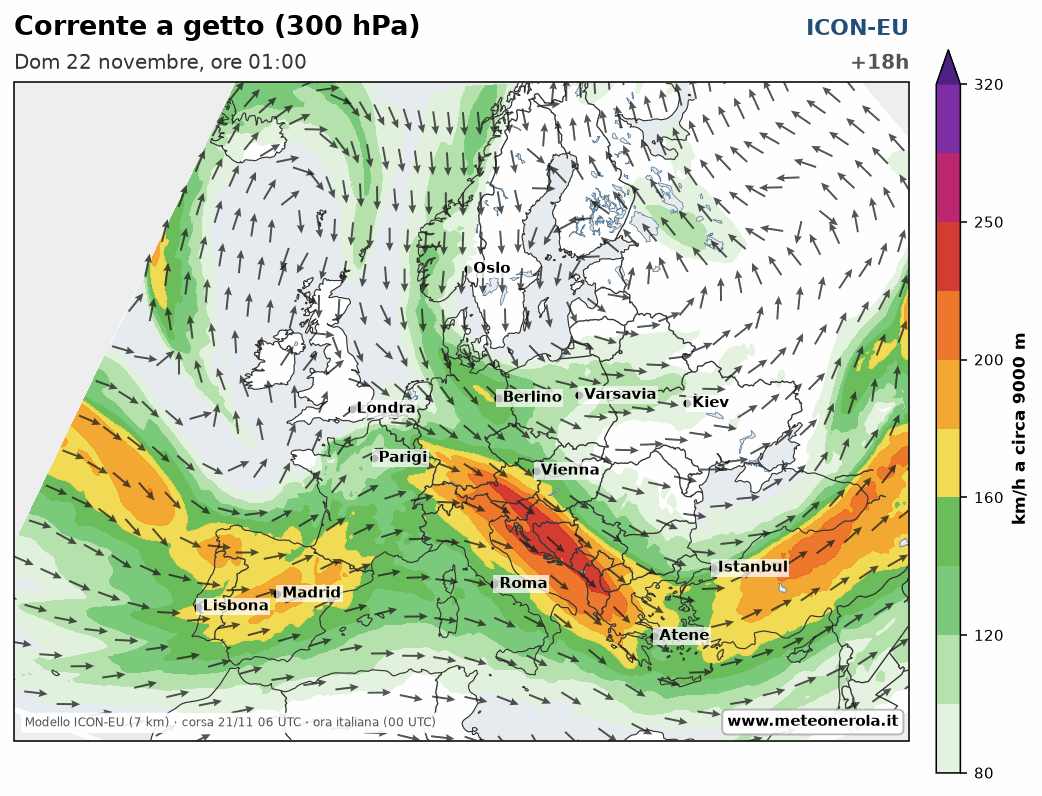 Corrente a getto (300 hPa)
ICON-EU
Dom 22 novembre, ore 01:00
+18h
320
250
200
160
120
80
km/h a circa 9000 m
Oslo
Berlino
Varsavia
Kiev
Londra
Parigi
Vienna
Istanbul
Roma
Madrid
Lisbona
Atene
Modello ICON-EU (7 km) · corsa 21/11 06 UTC · ora italiana (00 UTC)
www.meteonerola.it